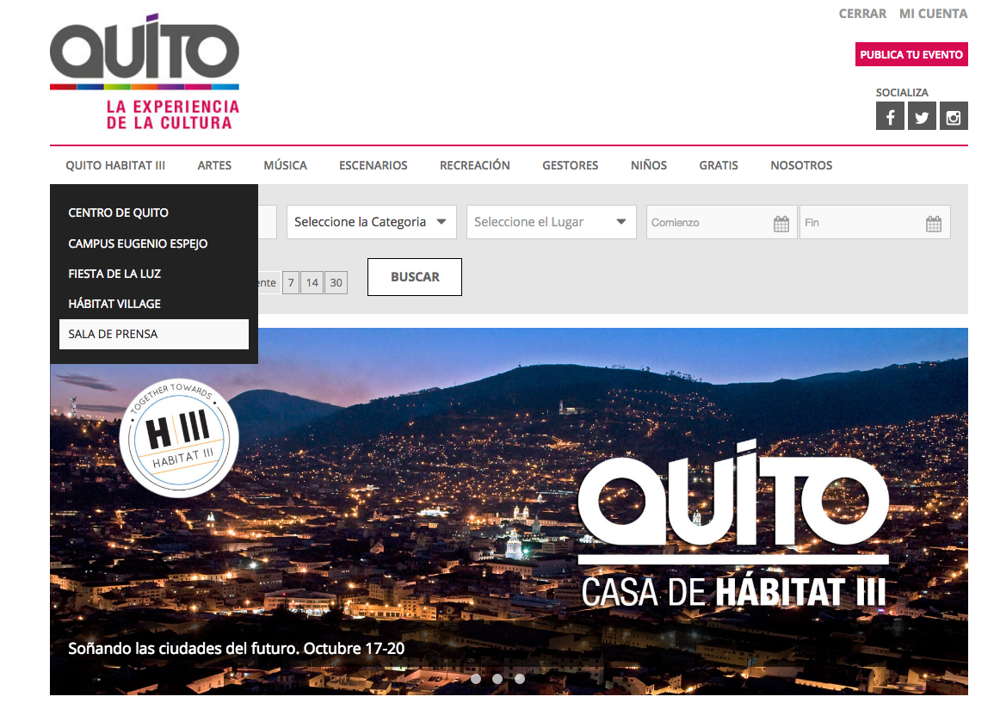 CERRAR MI CUENTA
QUITO
LA EXPERIENCIA
DE LA CULTURA
PUBLICA TU EVENTO
SOCIALIZA
QUITO HABITAT III ARTES MÚSICA ESCENARIOS RECREACIÓN GESTORES NIÑOS GRATIS NOSOTROS
CENTRO DE QUITO
CAMPUS EUGENIO ESPEJO
FIESTA DE LA LUZ
HÁBITAT VILLAGE
SALA DE PRENSA
Seleccione la Categoria Seleccione el Lugar Comienzo Fin
7 14 30 BUSCAR
TOGETHER TOWARDS
H III
HABITAT III
QUITO
CASA DE HÁBITAT III
Soñando las ciudades del futuro. Octubre 17-20